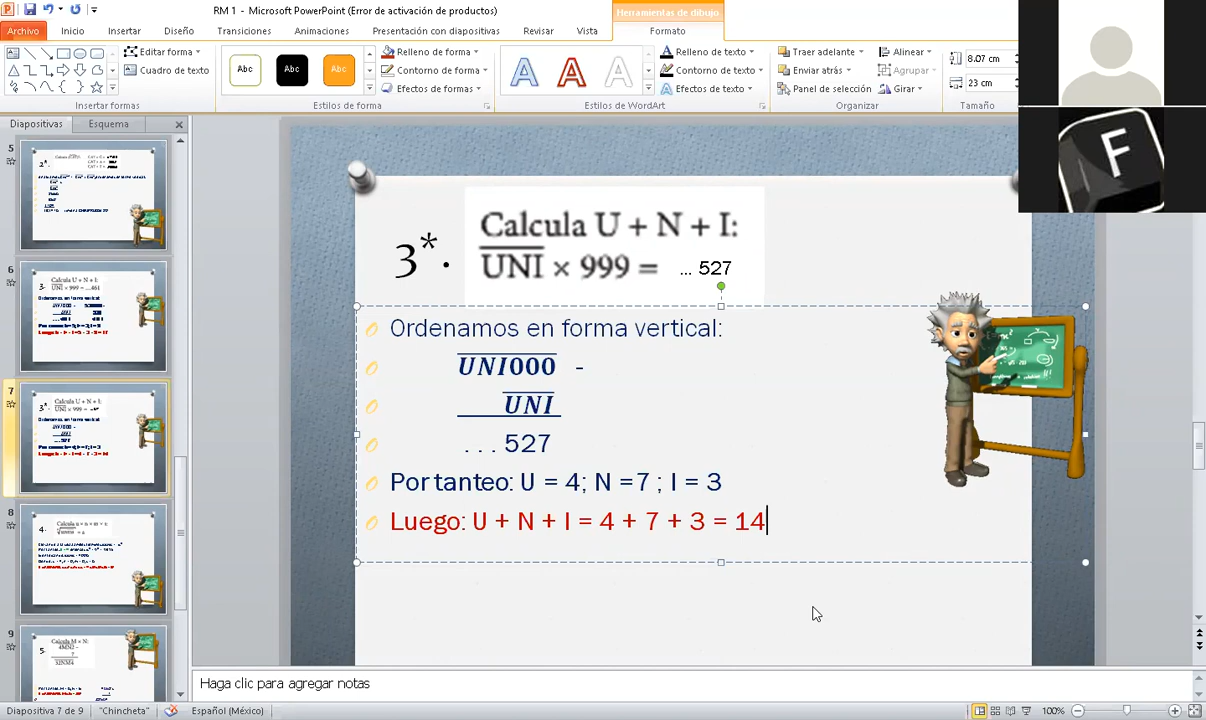 RM 1 - Microsoft PowerPoint (Error de activación de productos)
Herramientas de dibujo
Archivo Inicio Insertar Diseño Transiciones Animaciones Presentación con diapositivas Revisar Vista Formato
Editar forma
Cuadro de texto
Insertar formas
Abc Abc Abc
Relleno de forma
Contorno de forma
Efectos de formas
Estilos de forma
A A A
Relleno de texto
Contorno de texto
Efectos de texto
Estilos de WordArt
Traer adelante
Enviar atrás
Panel de selección
Alinear
Agrupar
Girar
Organizar
8.07 cm
23 cm
Tamaño
F
Diapositivas Esquema
5
6
7
8
9
3*.
Calcula U + N + I:
UNI × 999 = ... 527
Ordenamos en forma vertical:
UNI000 -
UNI
...527
Por tanteo: U = 4; N =7 ; I = 3
Luego: U + N + I = 4 + 7 + 3 = 14
Haga clic para agregar notas
Diapositiva 7 de 9 "Chincheta" Español (México) 100%